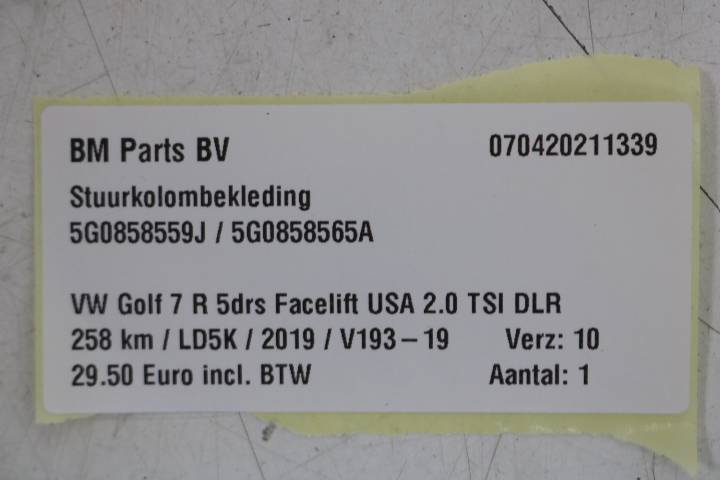 BM Parts BV 070420211339
Stuurkolombekleding
5G0858559J / 5G0858565A
VW Golf 7 R 5drs Facelift USA 2.0 TSI DLR
258 km / LD5K / 2019 / V193–19 Verz: 10
29.50 Euro incl. BTW Aantal: 1